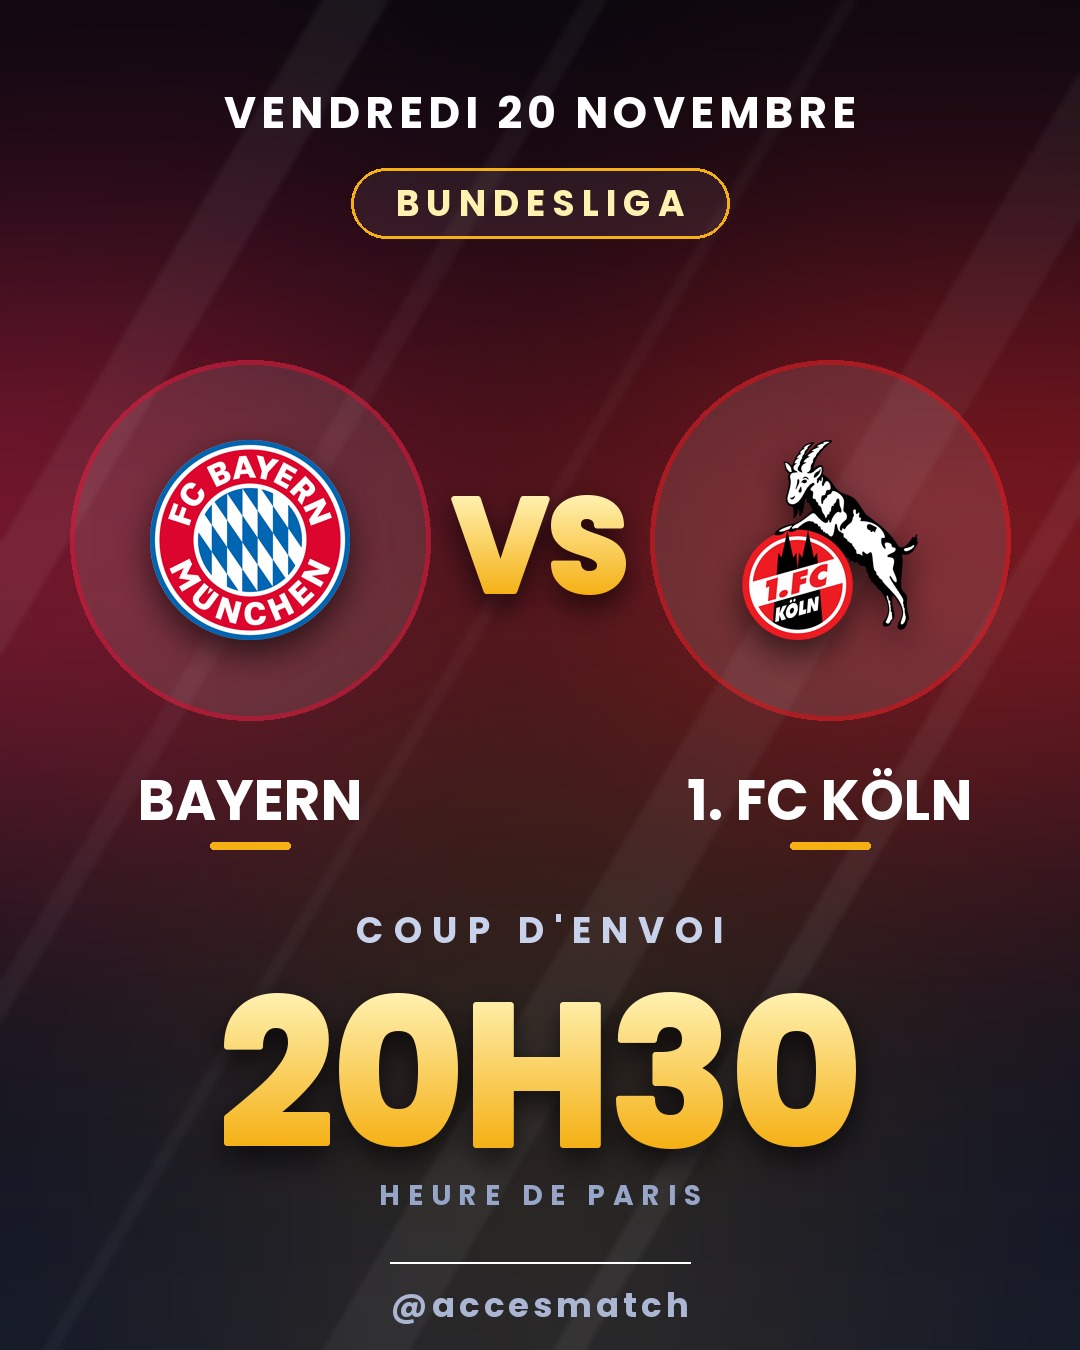 VENDREDI 20 NOVEMBRE
BUNDESLIGA
FC BAYERN
MÜNCHEN
VS
1.FC
KÖLN
BAYERN
1. FC KÖLN
COUP D'ENVOI
20H30
HEURE DE PARIS
@accesmatch